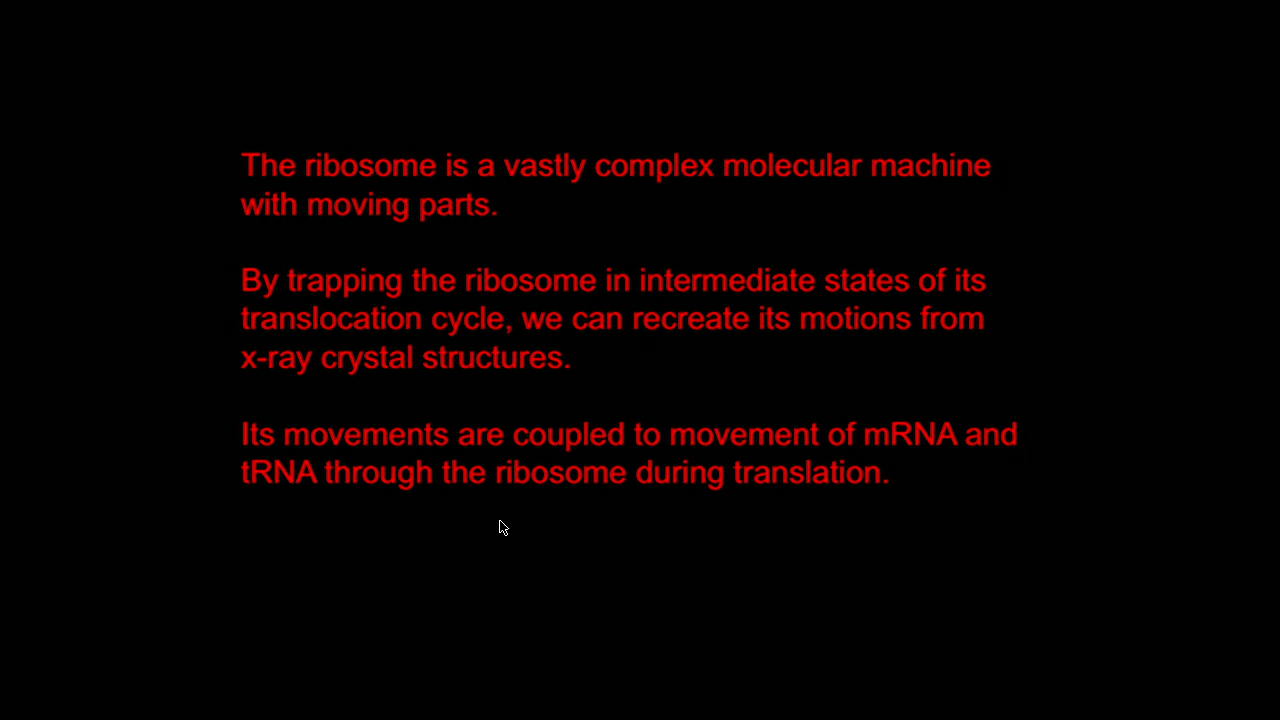 The ribosome is a vastly complex molecular machine
with moving parts.
By trapping the ribosome in intermediate states of its
translocation cycle, we can recreate its motions from
x-ray crystal structures.
Its movements are coupled to movement of mRNA and
tRNA through the ribosome during translation.